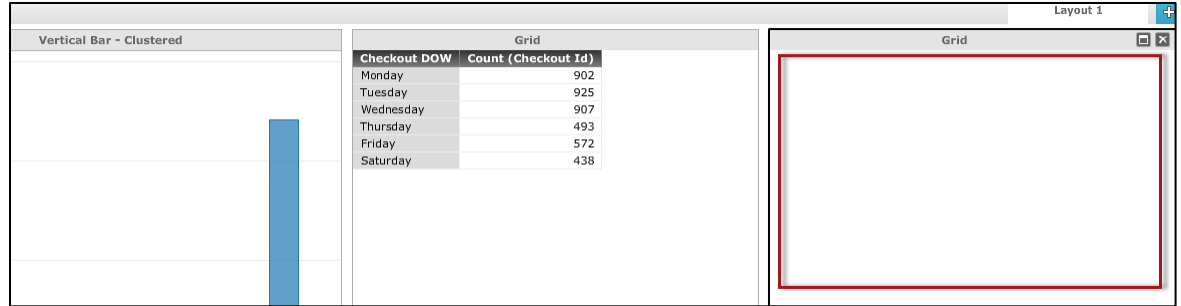 Layout 1
Vertical Bar - Clustered
Grid
Checkout DOW Count (Checkout Id)
Monday 902
Tuesday 925
Wednesday 907
Thursday 493
Friday 572
Saturday 438
Grid